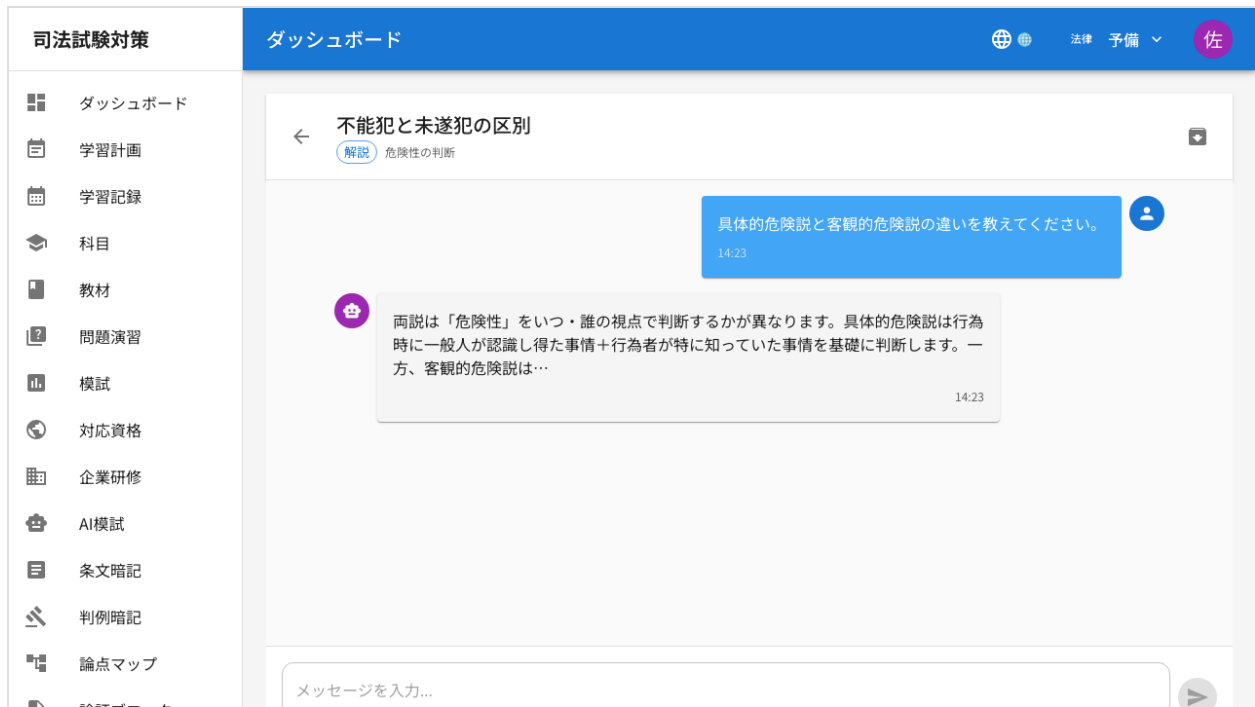 司法試験対策
ダッシュボード
法律 予備
佐
ダッシュボード
学習計画
学習記録
科目
教材
問題演習
模試
対応資格
企業研修
AI模試
条文暗記
判例暗記
論点マップ
不能犯と未遂犯の区別
解説 危険性の判断
具体的危険説と客観的危険説の違いを教えてください。
14:23
両説は「危険性」をいつ・誰の視点で判断するかが異なります。具体的危険説は行為
時に一般人が認識し得た事情+行為者が特に知っていた事情を基礎に判断します。一
方、客観的危険説は…
14:23
メッセージを入力...